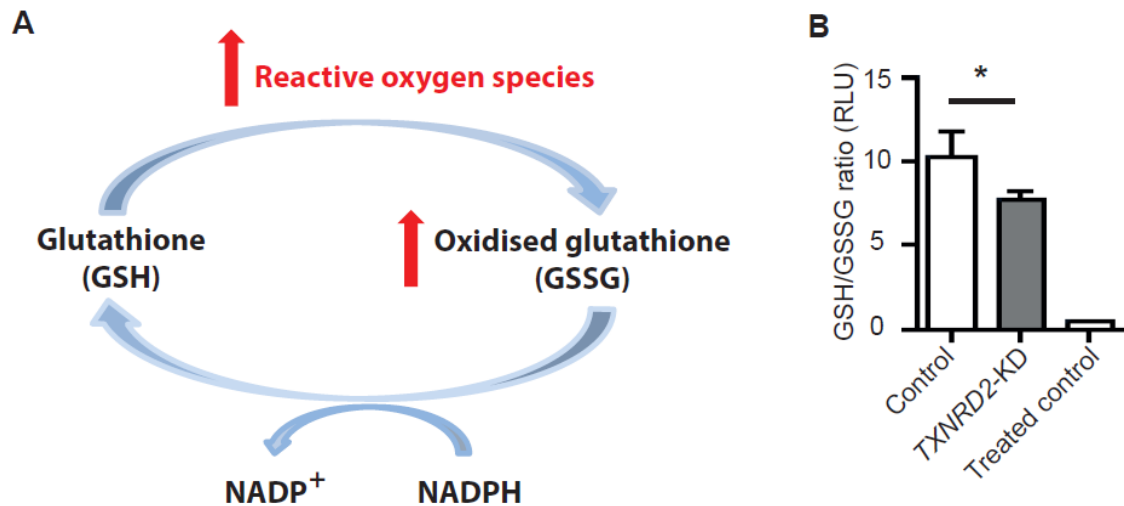 A
Reactive oxygen species
Glutathione
(GSH)
Oxidised glutathione
(GSSG)
NADP+
NADPH
B
GSH/GSSG ratio (RLU)
15
10
5
0
*
Control
TXNRD2-KD
Treated control